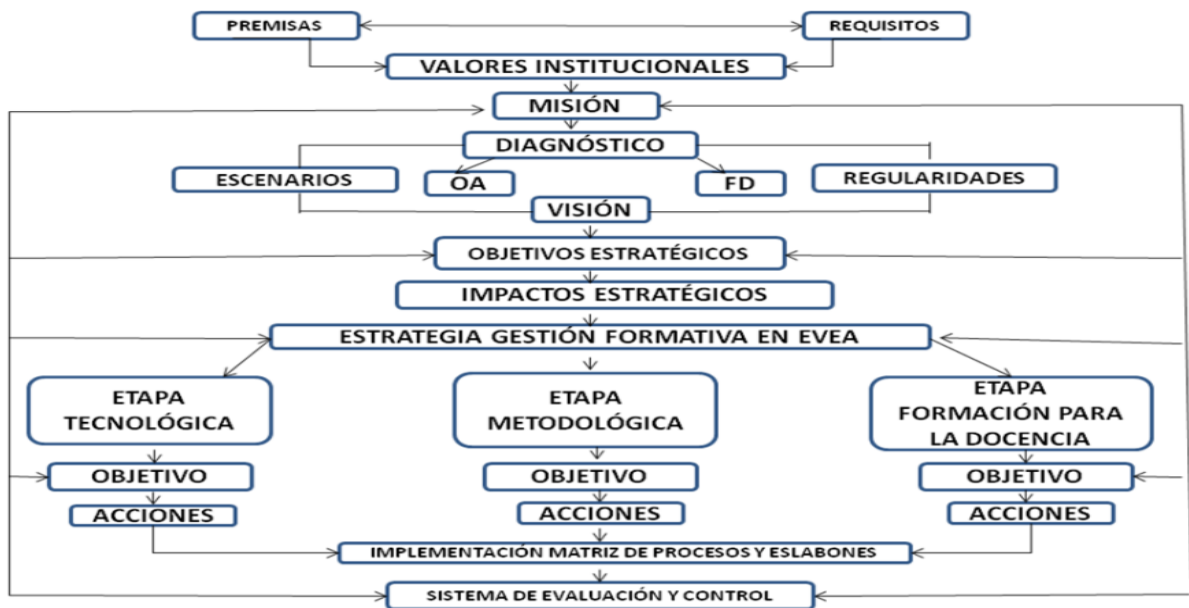 PREMISAS
REQUISITOS
VALORES INSTITUCIONALES
MISIÓN
DIAGNÓSTICO
ESCENARIOS
OA
FD
REGULARIDADES
VISIÓN
OBJETIVOS ESTRATÉGICOS
IMPACTOS ESTRATÉGICOS
ESTRATEGIA GESTIÓN FORMATIVA EN EVEA
ETAPA
TECNOLÓGICA
ETAPA
METODOLÓGICA
ETAPA
FORMACIÓN PARA
LA DOCENCIA
OBJETIVO
OBJETIVO
OBJETIVO
ACCIONES
ACCIONES
ACCIONES
IMPLEMENTACIÓN MATRIZ DE PROCESOS Y ESLABONES
SISTEMA DE EVALUACIÓN Y CONTROL